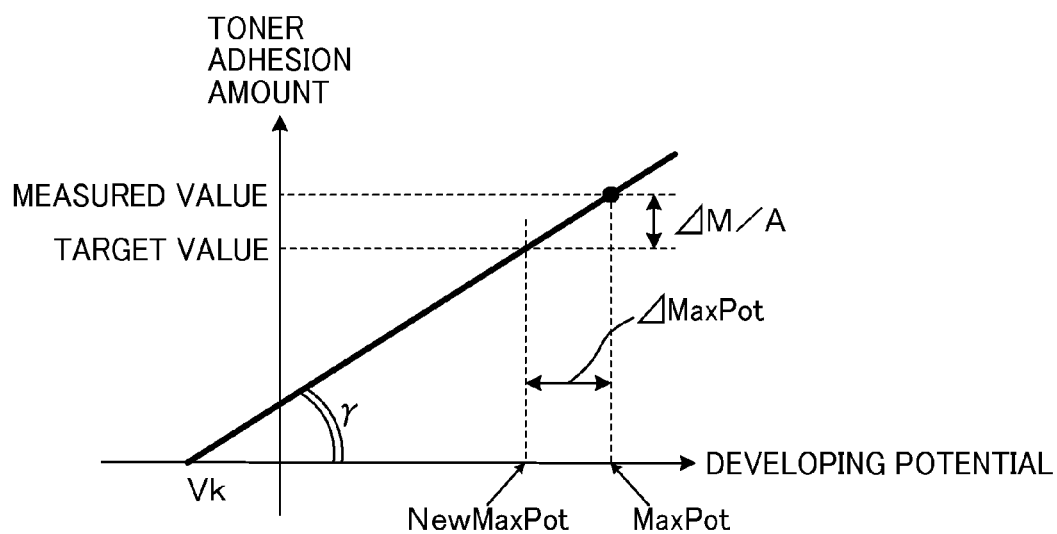 TONER
ADHESION
AMOUNT
MEASURED VALUE
⊿M/A
TARGET VALUE
⊿MaxPot
γ
DEVELOPING POTENTIAL
Vk
NewMaxPot
MaxPot